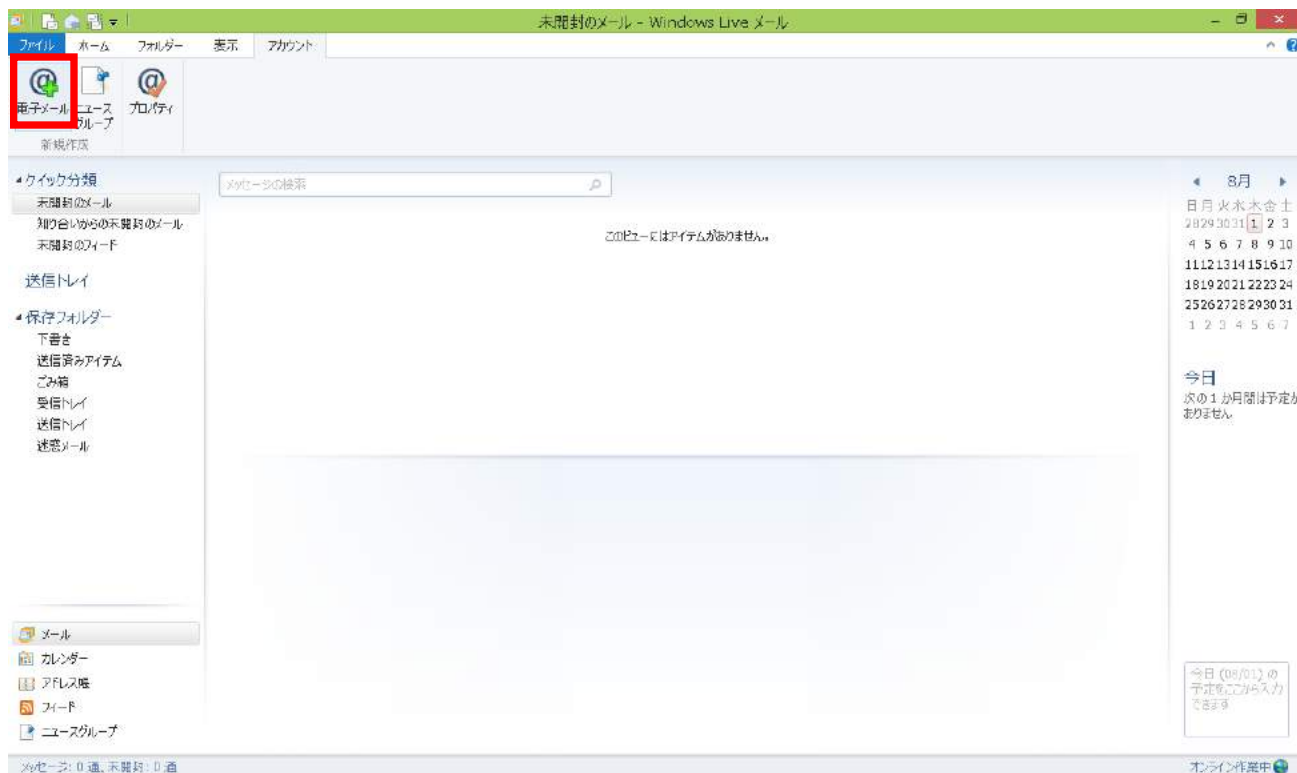 未開封のメール - Windows Live メール
ファイル ホーム フォルダー 表示 アカウント
電子メール ニュース グループ プロパティ
新規作成
クイック分類
未開封のメール
知り合いからの未開封のメール
未開封のフィード
送信トレイ
保存フォルダー
下書き
送信済みアイテム
ごみ箱
受信トレイ
送信トレイ
迷惑メール
メール
カレンダー
アドレス帳
フィード
ニュースグループ
メッセージの検索
このビューにはアイテムがありません。
8月
日 月 火 水 木 金 土
28 29 30 31 1 2 3
4 5 6 7 8 9 10
11 12 13 14 15 16 17
18 19 20 21 22 23 24
25 26 27 28 29 30 31
1 2 3 4 5 6 7
今日
次の 1 か月間は予定が
ありません
今日 (08/01) の
予定をここから入力
できます
メッセージ: 0 通、未開封: 0 通
オンライン作業中